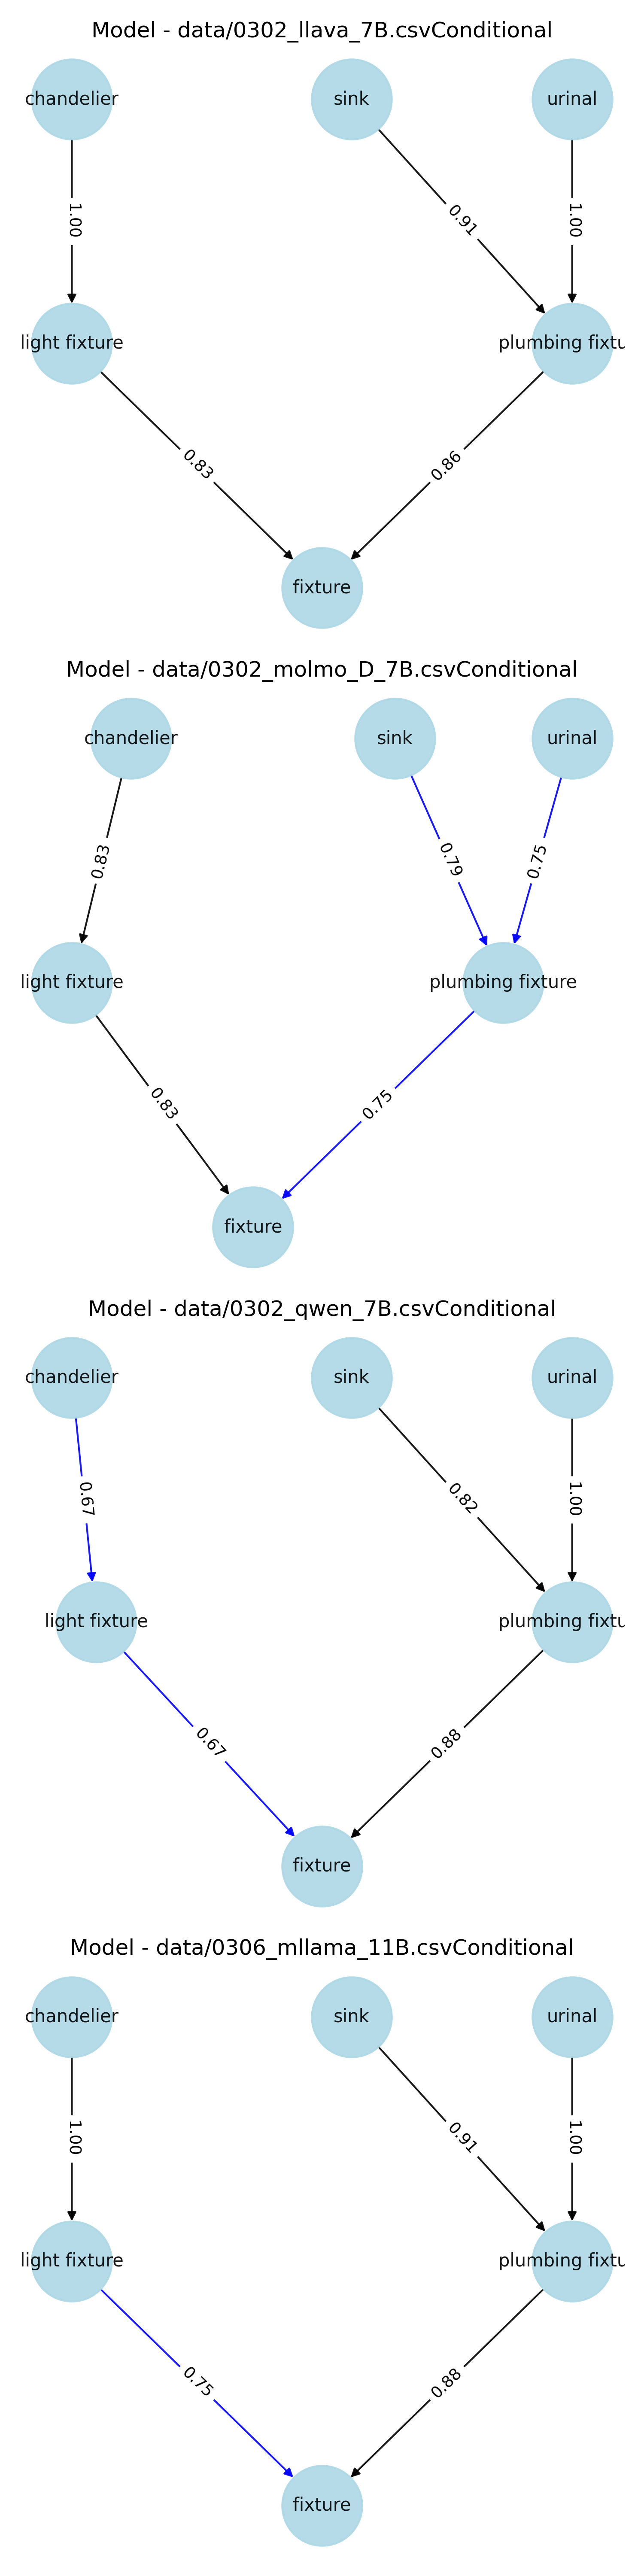 Model - data/0302_llava_7B.csvConditional
chandelier
sink
urinal
1.00
0.91
1.00
light fixture
plumbing fixtu
0.83
0.86
fixture
Model - data/0302_molmo_D_7B.csvConditional
chandelier
sink
urinal
0.83
0.79
0.75
light fixture
plumbing fixture
0.83
0.75
fixture
Model - data/0302_qwen_7B.csvConditional
chandelier
sink
urinal
0.67
0.82
1.00
light fixture
plumbing fixtu
0.67
0.88
fixture
Model - data/0306_mllama_11B.csvConditional
chandelier
sink
urinal
1.00
0.91
1.00
light fixture
plumbing fixtu
0.75
0.88
fixture